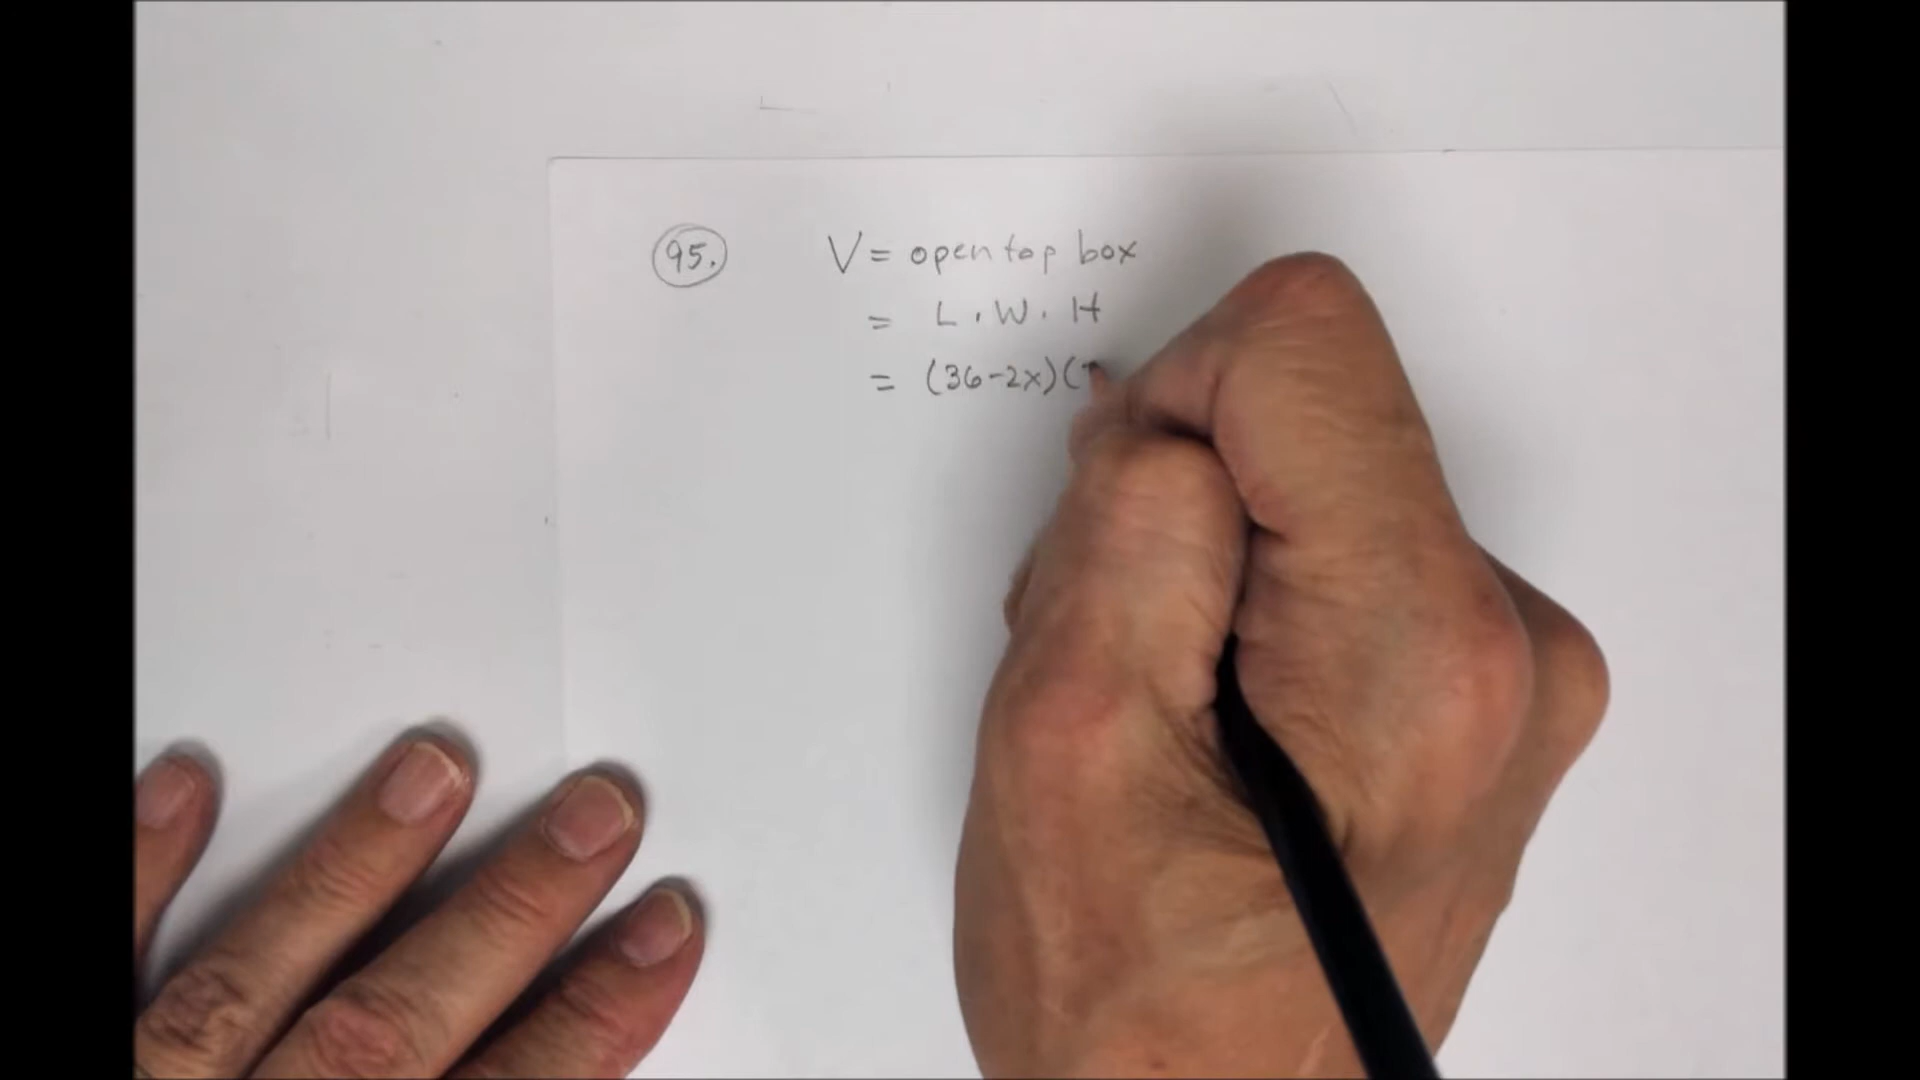 95.
V = open top box
= L · W · H
= (36-2x)(